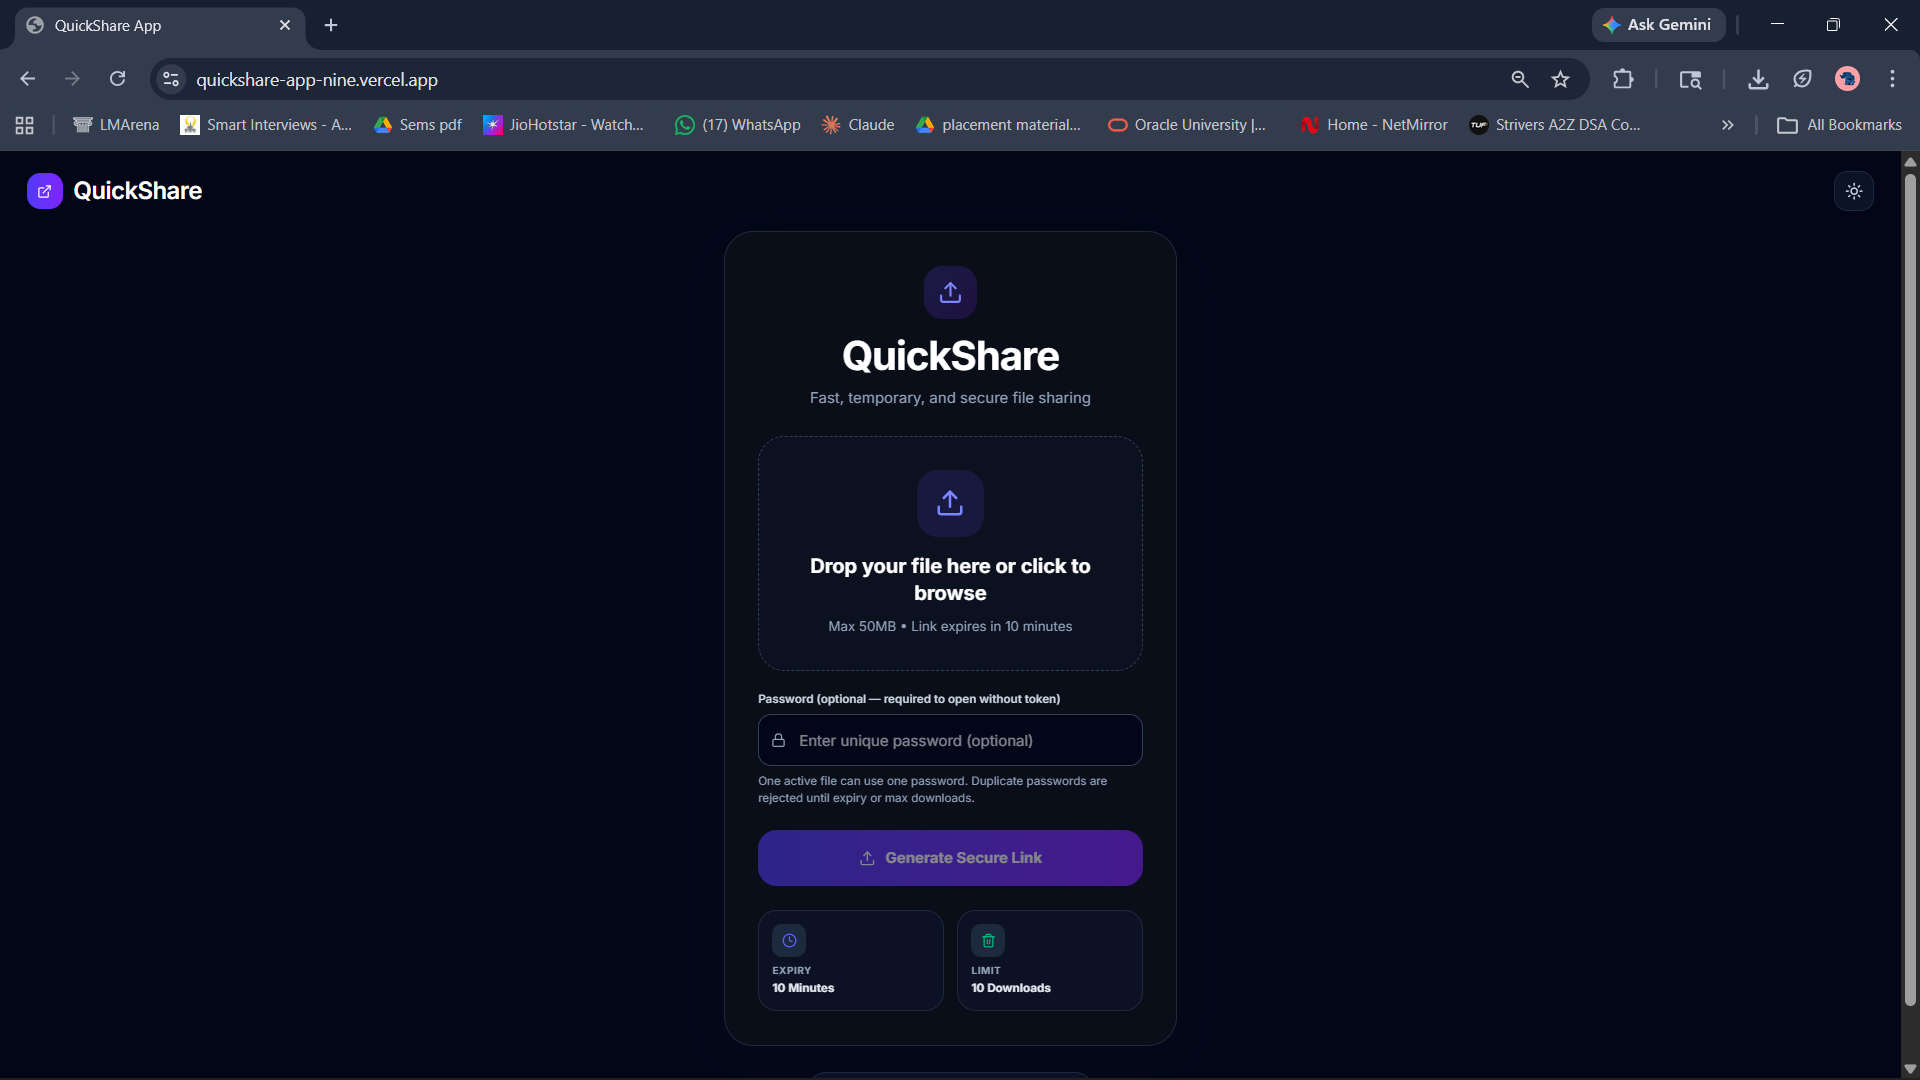 QuickShare App
Ask Gemini
quickshare-app-nine.vercel.app
LMArena
Smart Interviews - A...
Sems pdf
JioHotstar - Watch...
(17) WhatsApp
Claude
placement material...
Oracle University |...
Home - NetMirror
TUF
Strivers A2Z DSA Co...
All Bookmarks
QuickShare
QuickShare
Fast, temporary, and secure file sharing
Drop your file here or click to
browse
Max 50MB • Link expires in 10 minutes
Password (optional — required to open without token)
Enter unique password (optional)
One active file can use one password. Duplicate passwords are
rejected until expiry or max downloads.
Generate Secure Link
EXPIRY
10 Minutes
LIMIT
10 Downloads